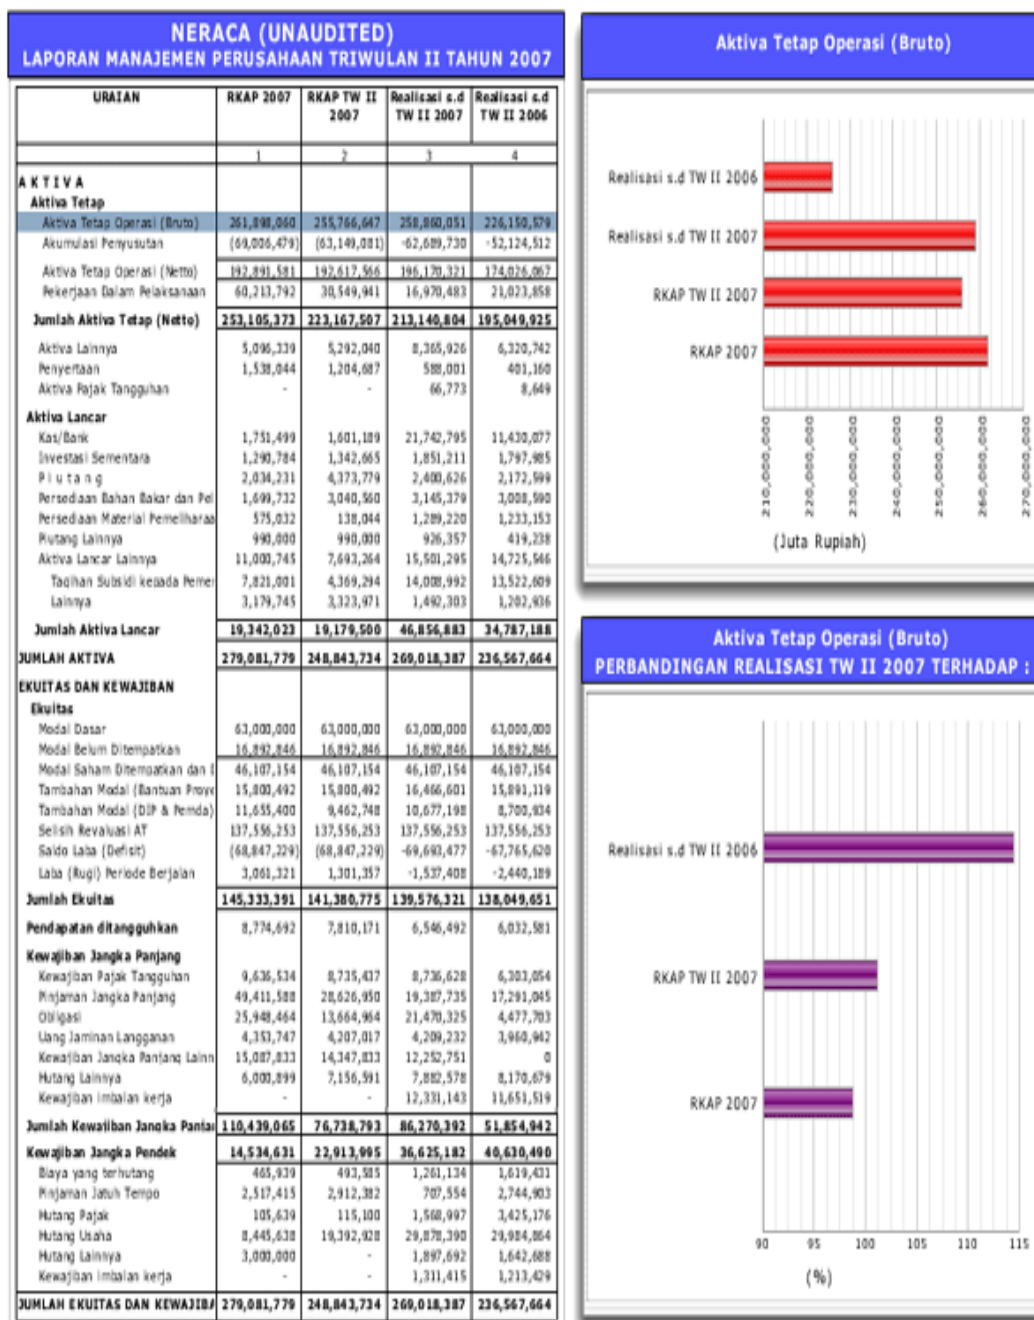 NERACA (UNAUDITED)
LAPORAN MANAJEMEN PERUSAHAAN TRIWULAN II TAHUN 2007
URAIAN RKAP 2007 RKAP TW II 2007 Realisasi s.d TW II 2007 Realisasi s.d TW II 2006
1 2 3 4
A K T I V A
Aktiva Tetap
Aktiva Tetap Operasi (Bruto) 261,898,060 255,766,647 258,860,051 226,150,579
Akumulasi Penyusutan (69,006,479) (63,149,081) -62,689,730 -52,124,512
Aktiva Tetap Operasi (Netto) 192,891,581 192,617,566 196,170,321 174,026,067
Pekerjaan Dalam Pelaksanaan 60,213,792 30,549,941 16,970,483 21,023,858
Jumlah Aktiva Tetap (Netto) 253,105,373 223,167,507 213,140,804 195,049,925
Aktiva Lainnya 5,096,339 5,292,040 8,365,926 6,320,742
Penyertaan 1,538,044 1,204,687 588,001 401,160
Aktiva Pajak Tangguhan - - 66,773 8,649
Aktiva Lancar
Kas/Bank 1,751,499 1,601,189 21,742,795 11,430,077
Investasi Sementara 1,290,784 1,342,665 1,851,211 1,797,985
P i u t a n g 2,034,231 4,373,779 2,400,626 2,172,599
Persediaan Bahan Bakar dan Pel 1,699,732 3,040,560 3,145,379 3,008,590
Persediaan Material Pemeliharaa 575,032 138,044 1,289,220 1,233,153
Piutang Lainnya 990,000 990,000 926,357 419,238
Aktiva Lancar Lainnya 11,000,745 7,693,264 15,501,295 14,725,546
Tagihan Subsidi kepada Pemer 7,821,001 4,369,294 14,008,992 13,522,609
Lainnya 3,179,745 3,323,971 1,492,303 1,202,936
Jumlah Aktiva Lancar 19,342,023 19,179,500 46,856,883 34,787,188
JUMLAH AKTIVA 279,081,779 248,843,734 269,018,387 236,567,664
EKUITAS DAN KEWAJIBAN
Ekuitas
Modal Dasar 63,000,000 63,000,000 63,000,000 63,000,000
Modal Belum Ditempatkan 16,892,846 16,892,846 16,892,846 16,892,846
Modal Saham Ditempatkan dan D 46,107,154 46,107,154 46,107,154 46,107,154
Tambahan Modal (Bantuan Proye 15,800,492 15,800,492 16,466,601 15,891,119
Tambahan Modal (DIP & Pemda) 11,655,400 9,462,748 10,677,198 8,700,934
Selisih Revaluasi AT 137,556,253 137,556,253 137,556,253 137,556,253
Saldo Laba (Defisit) (68,847,229) (68,847,229) -69,693,477 -67,765,620
Laba (Rugi) Periode Berjalan 3,061,321 1,301,357 -1,537,408 -2,440,189
Jumlah Ekuitas 145,333,391 141,380,775 139,576,321 138,049,651
Pendapatan ditangguhkan 8,774,692 7,810,171 6,546,492 6,032,581
Kewajiban Jangka Panjang
Kewajiban Pajak Tangguhan 9,636,534 8,735,437 8,736,628 6,303,054
Pinjaman Jangka Panjang 49,411,588 28,626,950 19,387,735 17,291,045
Obligasi 25,948,464 13,664,964 21,470,325 4,477,703
Uang Jaminan Langganan 4,353,747 4,207,017 4,209,232 3,960,942
Kewajiban Jangka Panjang Lainn 15,087,833 14,347,833 12,252,751 0
Hutang Lainnya 6,000,899 7,156,591 7,882,578 8,170,679
Kewajiban imbalan kerja - - 12,331,143 11,651,519
Jumlah Kewajiban Jangka Panjan 110,439,065 76,738,793 86,270,392 51,854,942
Kewajiban Jangka Pendek 14,534,631 22,913,995 36,625,182 40,630,490
Biaya yang terhutang 465,939 493,585 1,261,134 1,619,431
Pinjaman Jatuh Tempo 2,517,415 2,912,382 707,554 2,744,903
Hutang Pajak 105,639 115,100 1,568,997 3,425,176
Hutang Usaha 8,445,638 19,392,928 29,878,390 29,984,864
Hutang Lainnya 3,000,000 - 1,897,692 1,642,688
Kewajiban imbalan kerja - - 1,311,415 1,213,429
JUMLAH EKUITAS DAN KEWAJIBA 279,081,779 248,843,734 269,018,387 236,567,664
Aktiva Tetap Operasi (Bruto)
Realisasi s.d TW II 2006
Realisasi s.d TW II 2007
RKAP TW II 2007
RKAP 2007
210,000,000 220,000,000 230,000,000 240,000,000 250,000,000 260,000,000 270,000,000
(Juta Rupiah)
Aktiva Tetap Operasi (Bruto)
PERBANDINGAN REALISASI TW II 2007 TERHADAP :
Realisasi s.d TW II 2006
RKAP TW II 2007
RKAP 2007
90 95 100 105 110 115
(%)